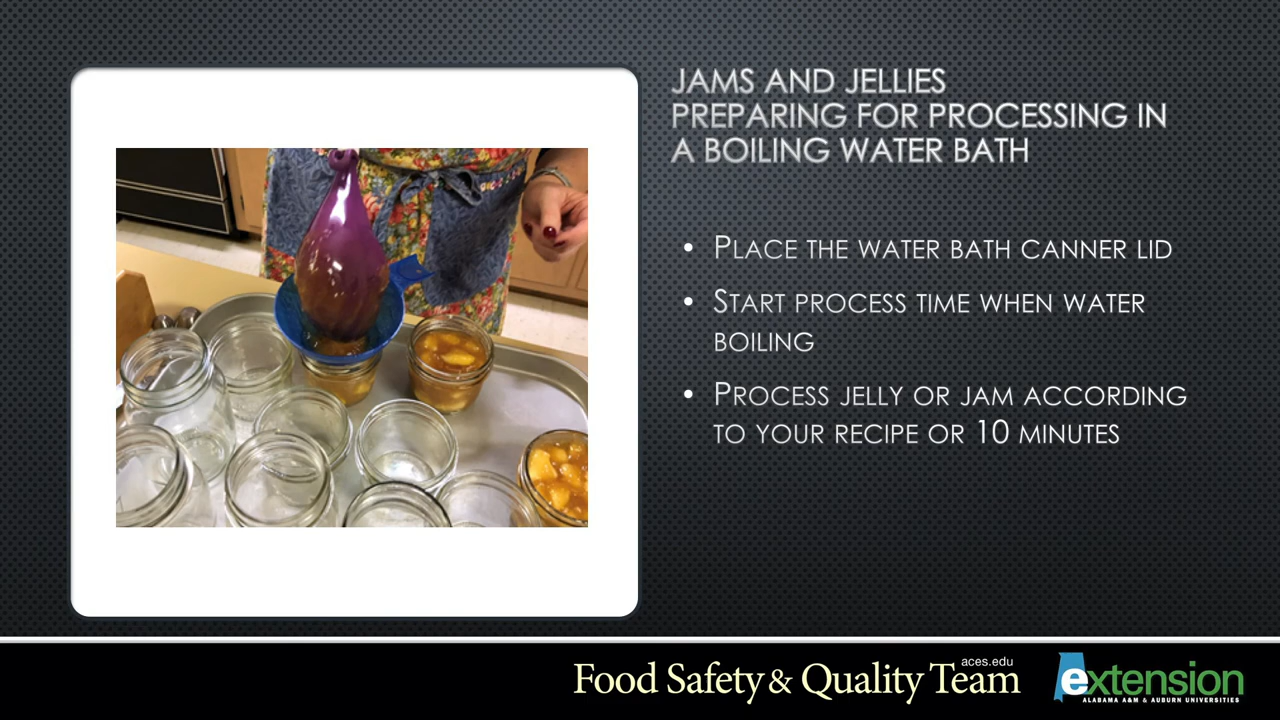 JAMS AND JELLIES
PREPARING FOR PROCESSING IN
A BOILING WATER BATH
• PLACE THE WATER BATH CANNER LID
• START PROCESS TIME WHEN WATER
BOILING
• PROCESS JELLY OR JAM ACCORDING
TO YOUR RECIPE OR 10 MINUTES
aces.edu
Food Safety & Quality Team
extension
ALABAMA A&M & AUBURN UNIVERSITIES